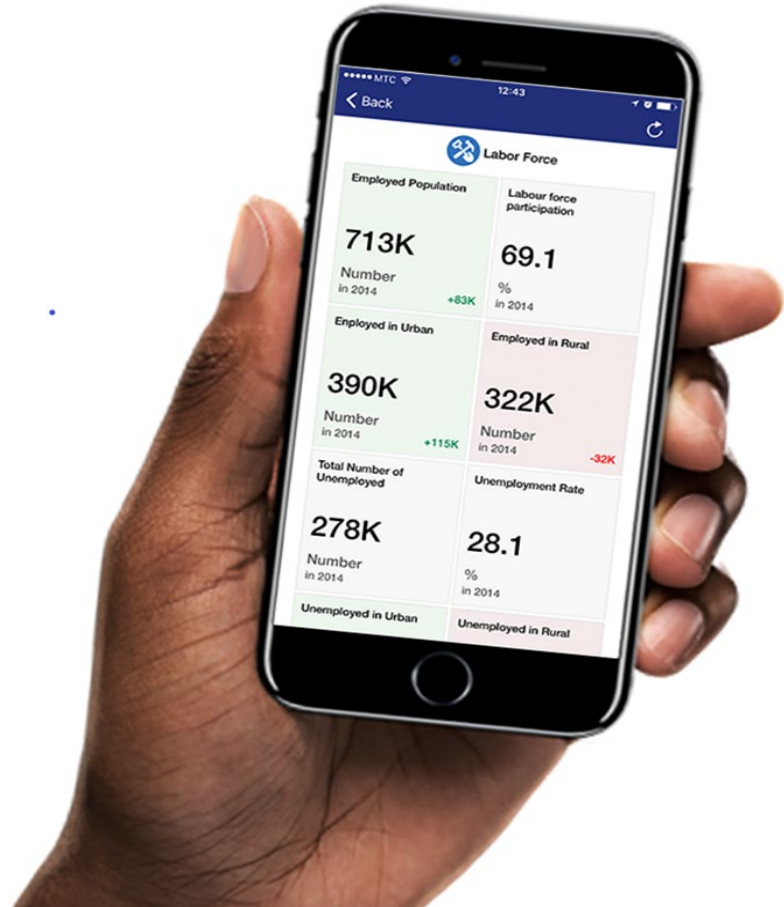 MTC
12:43
Back
Labor Force
Employed Population
713K
Number
in 2014
+83K
Labour force
participation
69.1
%
in 2014
Enployed in Urban
390K
Number
in 2014
+115K
Employed in Rural
322K
Number
in 2014
-32K
Total Number of
Unemployed
278K
Number
in 2014
Unemployment Rate
28.1
%
in 2014
Unemployed in Urban
Unemployed in Rural